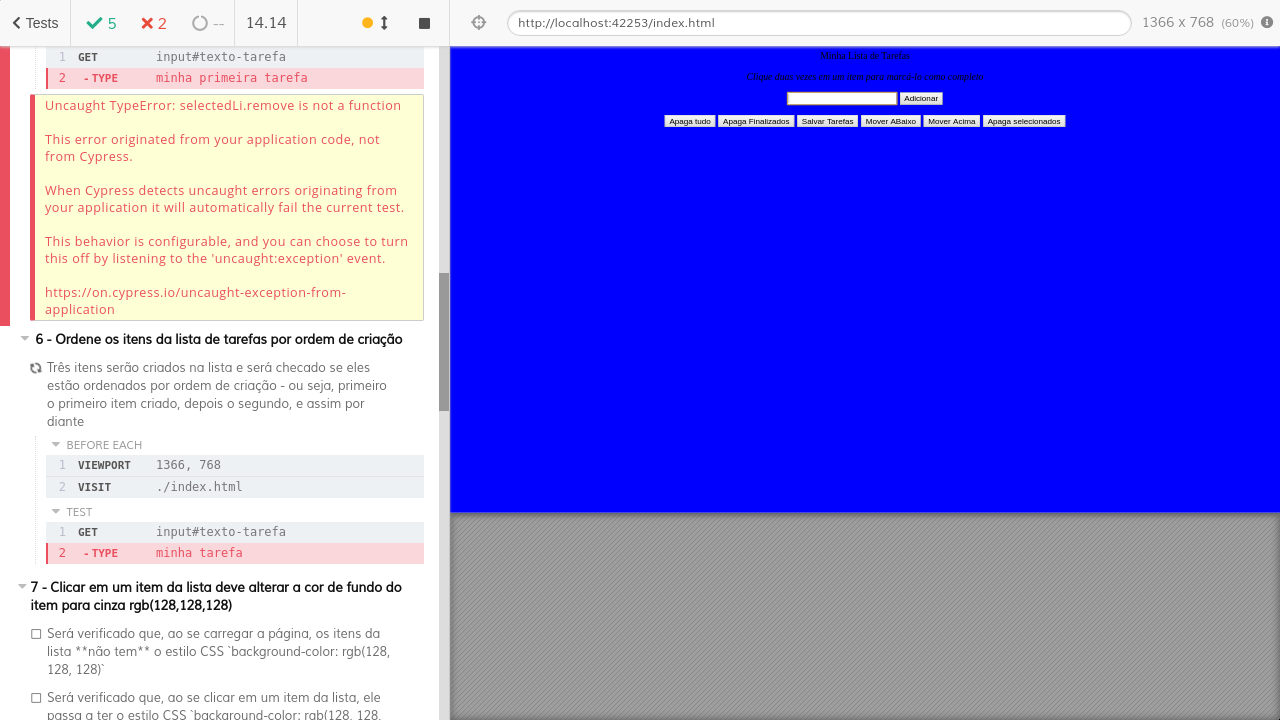 Tests
5
2
--
14.14
http://localhost:42253/index.html
1366 x 768 (60%)
1 GET input#texto-tarefa
2 - TYPE minha primeira tarefa
Uncaught TypeError: selectedLi.remove is not a function
This error originated from your application code, not
from Cypress.
When Cypress detects uncaught errors originating from
your application it will automatically fail the current test.
This behavior is configurable, and you can choose to turn
this off by listening to the 'uncaught:exception' event.
https://on.cypress.io/uncaught-exception-from-
application
6 - Ordene os itens da lista de tarefas por ordem de criação
Três itens serão criados na lista e será checado se eles
estão ordenados por ordem de criação - ou seja, primeiro
o primeiro item criado, depois o segundo, e assim por
diante
BEFORE EACH
1 VIEWPORT 1366, 768
2 VISIT ./index.html
TEST
1 GET input#texto-tarefa
2 - TYPE minha tarefa
7 - Clicar em um item da lista deve alterar a cor de fundo do
item para cinza rgb(128,128,128)
Será verificado que, ao se carregar a página, os itens da
lista **não tem** o estilo CSS `background-color: rgb(128,
128, 128)`
Será verificado que, ao se clicar em um item da lista, ele
passa a ter o estilo CSS `background-color: rgb(128, 128,
Minha Lista de Tarefas
Clique duas vezes em um item para marcá-lo como completo
Adicionar
Apaga tudo
Apaga Finalizados
Salvar Tarefas
Mover ABaixo
Mover Acima
Apaga selecionados